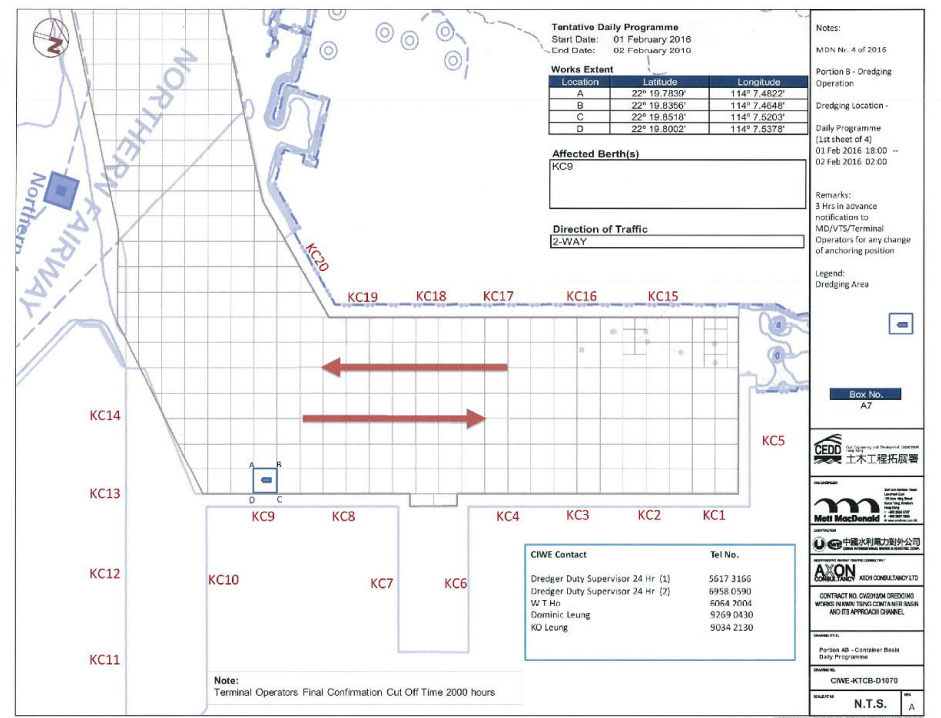 N
NORTHERN FAIRWAY
Northern
Tentative Daily Programme
Start Date: 01 February 2016
End Date: 02 February 2016
Works Extent
Location Latitude Longitude
A 22° 19.7839' 114° 7.4822'
B 22° 19.8356' 114° 7.4648'
C 22° 19.8518' 114° 7.5203'
D 22° 19.8002' 114° 7.5378'
Affected Berth(s)
KC9
Direction of Traffic
2-WAY
KC20
KC19 KC18 KC17 KC16 KC15
KC14
KC5
KC13
A B
D C
KC9 KC8 KC4 KC3 KC2 KC1
KC12
KC10
KC7 KC6
KC11
CIWE Contact Tel No.
Dredger Duty Supervisor 24 Hr (1) 5617 3166
Dredger Duty Supervisor 24 Hr (2) 6958 0590
W T Ho 6064 2004
Dominic Leung 9269 0430
KO Leung 9034 2130
Note:
Terminal Operators Final Confirmation Cut Off Time 2000 hours
Notes:
MDN Nr. 4 of 2016
Portion B - Dredging
Operation
Dredging Location -
Daily Programme
(1st sheet of 4)
01 Feb 2016 18:00 --
02 Feb 2016 02:00
Remarks:
3 Hrs in advance
notification to
MD/VTS/Terminal
Operators for any change
of anchoring position
Legend:
Dredging Area
Box No.
A7
CEDD
土木工程拓展署
Mott MacDonald
中國水利電力對外公司
AXON
CONSULTANCY AXON CONSULTANCY LTD
CONTRACT NO. CV/2013/04 DREDGING
WORKS IN KWAI TSING CONTAINER BASIN
AND ITS APPROACH CHANNEL
DRAWING TITLE
Portion AB - Container Basin
Daily Programme
DRAWING NO.
CIWE-KTCB-D1070
N.T.S. A